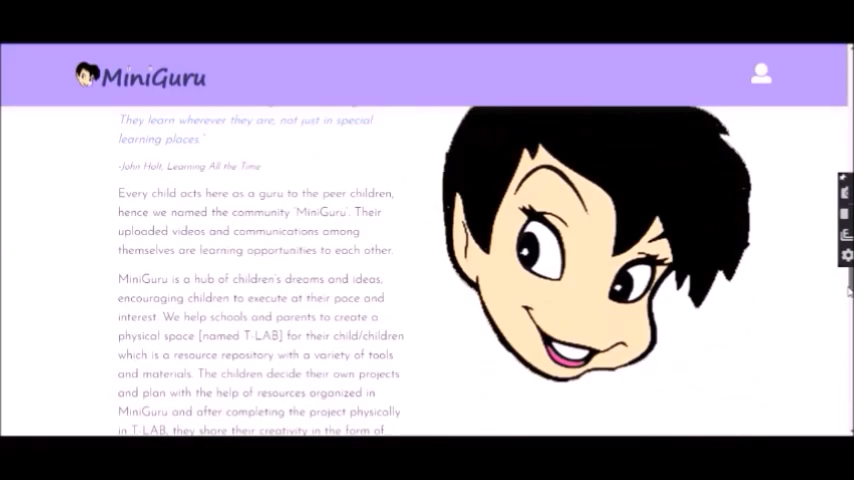 MiniGuru
They learn wherever they are, not just in special
learning places."
-John Holt, Learning All the Time
Every child acts here as a guru to the peer children,
hence we named the community 'MiniGuru'. Their
uploaded videos and communications among
themselves are learning opportunities to each other.
MiniGuru is a hub of children's dreams and ideas,
encouraging children to execute at their pace and
interest. We help schools and parents to create a
physical space [named T-LAB] for their child/children
which is a resource repository with a variety of tools
and materials. The children decide their own projects
and plan with the help of resources organized in
MiniGuru and after completing the project physically
in T LAB, they share their creativity in the form of